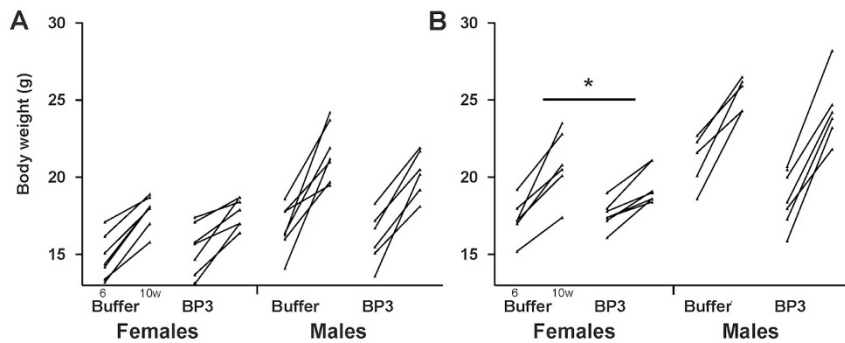 A
B
Body weight (g)
30
25
20
15
30
25
20
15
*
6 10w
6 10w
Buffer BP3 Buffer BP3
Buffer BP3 Buffer' BP3
Females Males
Females Males